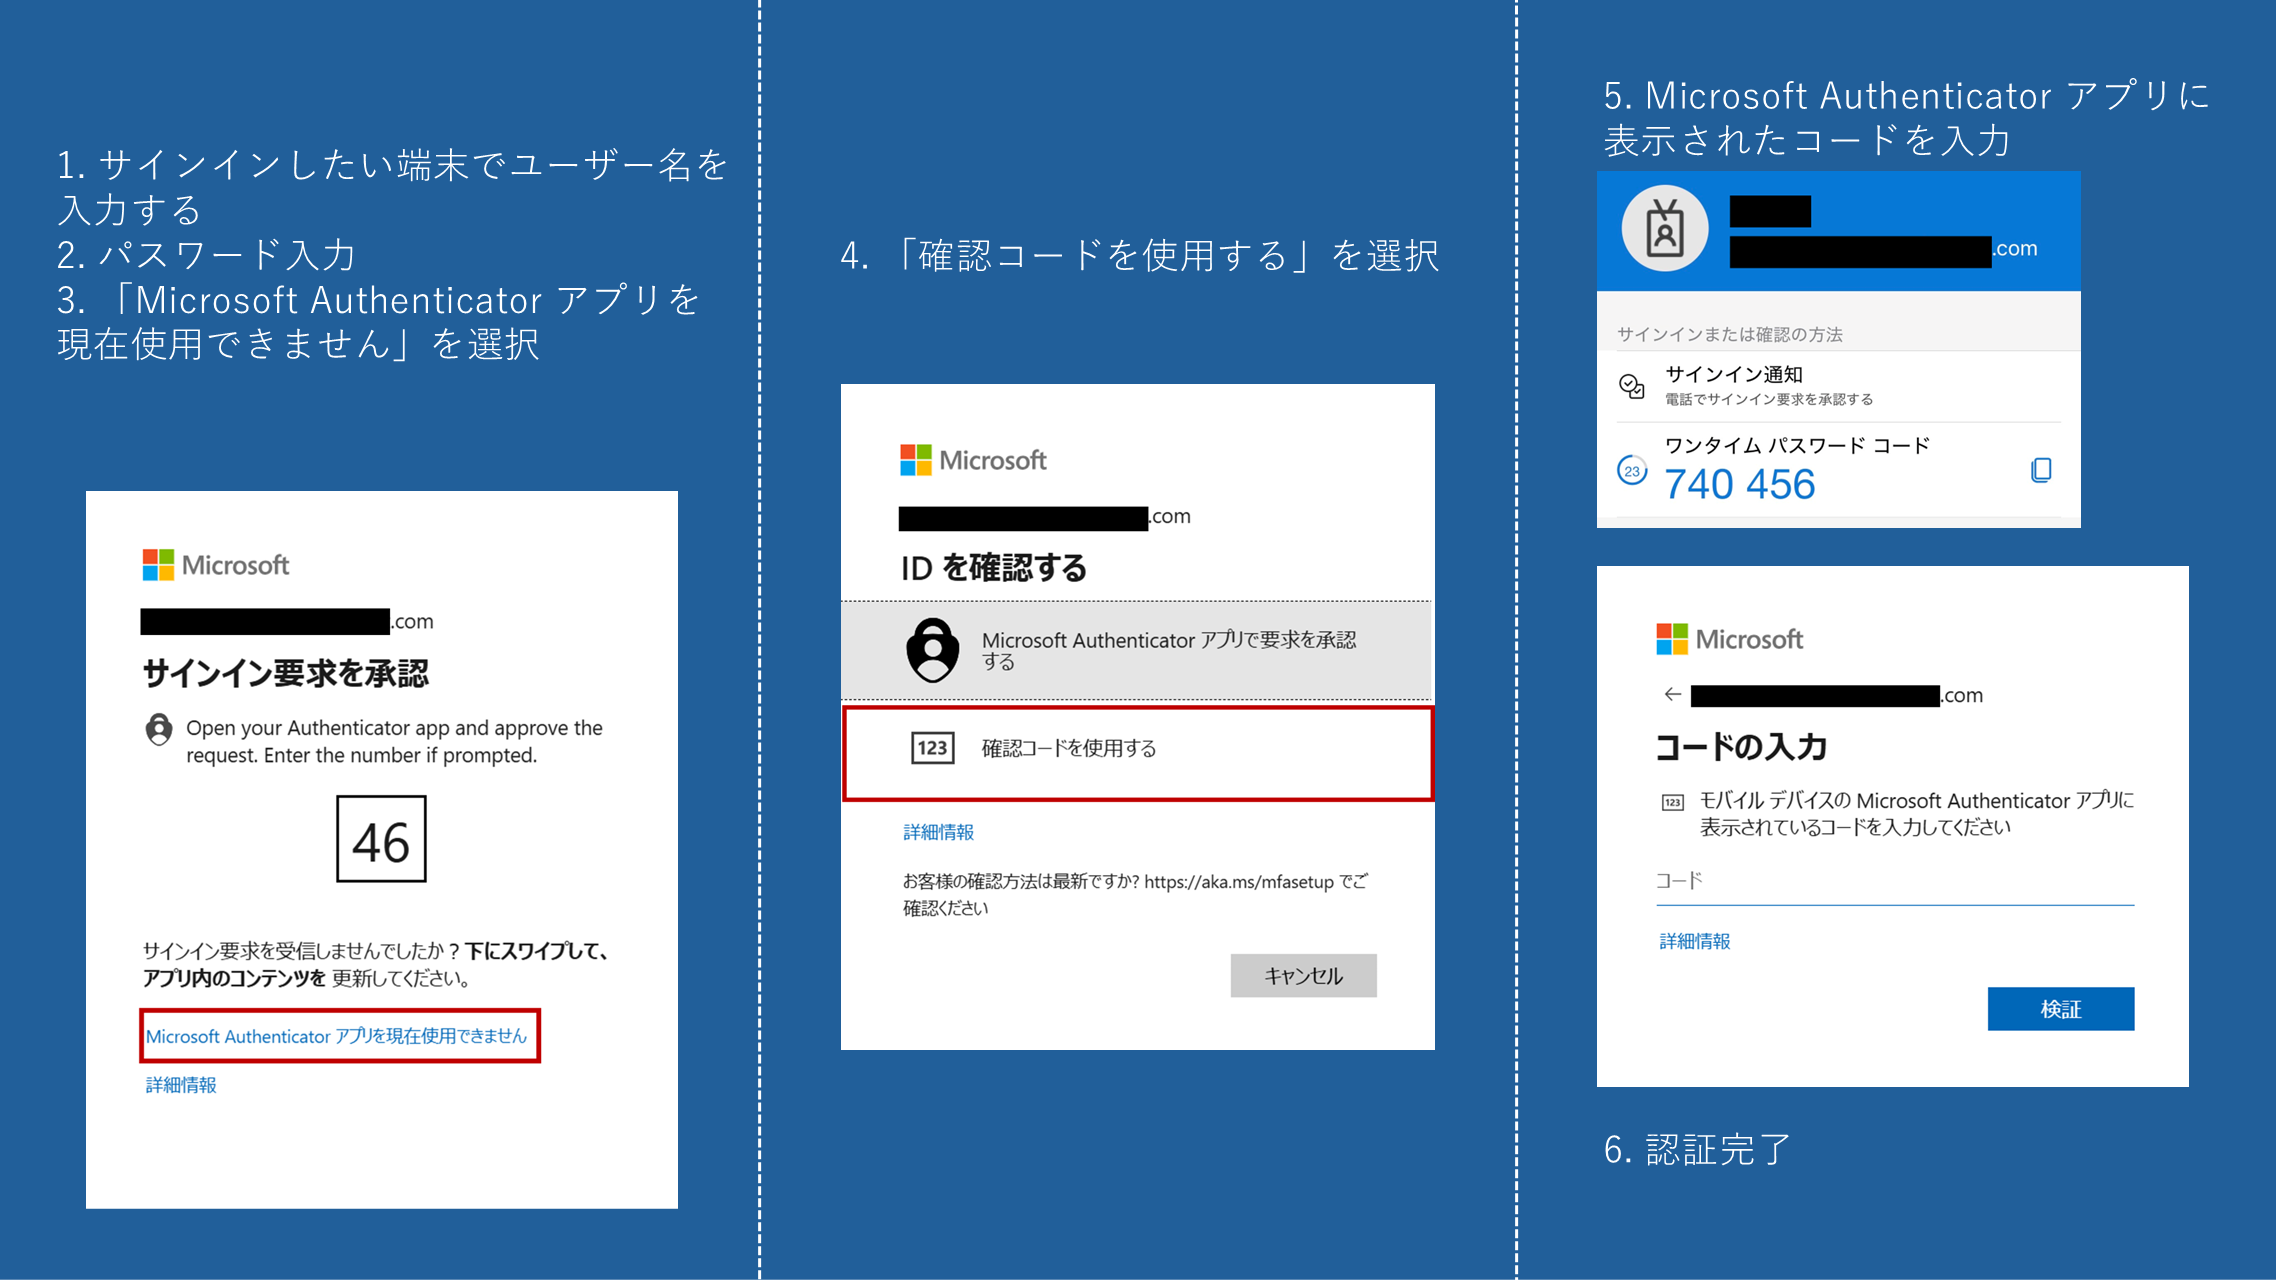 1. サインインしたい端末でユーザー名を
入力する
2. パスワード入力
3. 「Microsoft Authenticator アプリを
現在使用できません」を選択
Microsoft
.com
サインイン要求を承認
Open your Authenticator app and approve the
request. Enter the number if prompted.
46
サインイン要求を受信しませんでしたか？下にスワイプして、
アプリ内のコンテンツを 更新してください。
Microsoft Authenticator アプリを現在使用できません
詳細情報
4. 「確認コードを使用する」を選択
Microsoft
.com
ID を確認する
Microsoft Authenticator アプリで要求を承認
する
123
確認コードを使用する
詳細情報
お客様の確認方法は最新ですか? https://aka.ms/mfasetup でご
確認ください
キャンセル
5. Microsoft Authenticator アプリに
表示されたコードを入力
.com
サインインまたは確認の方法
サインイン通知
電話でサインイン要求を承認する
ワンタイム パスワード コード
23
740 456
Microsoft
.com
コードの入力
123
モバイル デバイスの Microsoft Authenticator アプリに
表示されているコードを入力してください
コード
詳細情報
検証
6. 認証完了